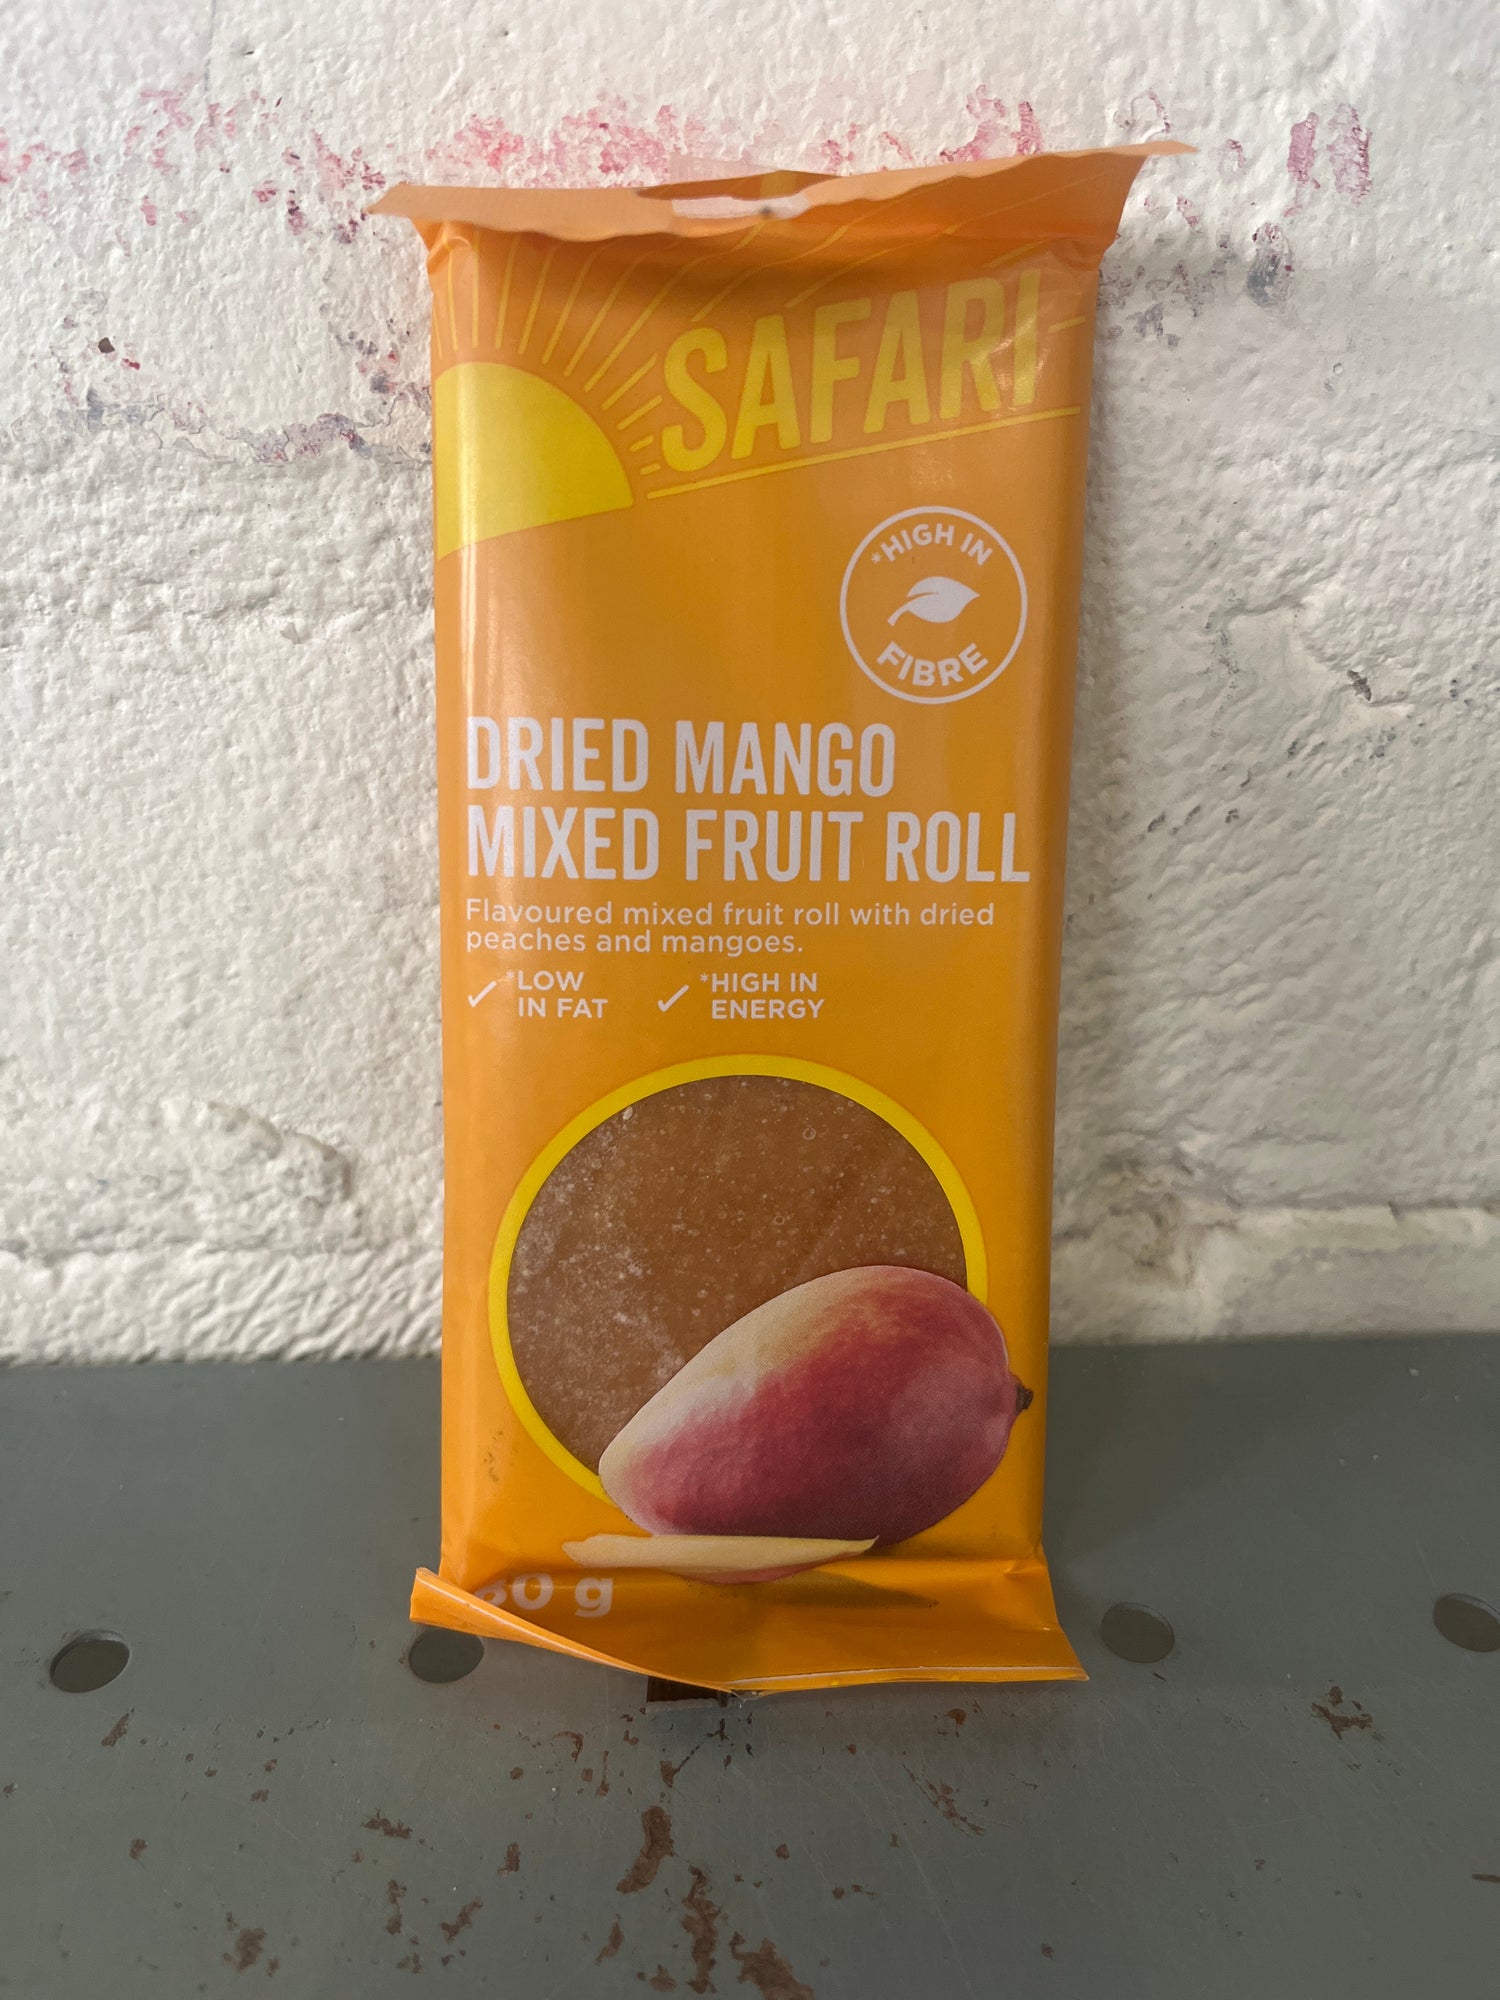 SAFARI
*HIGH IN
FIBRE
DRIED MANGO
MIXED FRUIT ROLL
Flavoured mixed fruit roll with dried
peaches and mangoes.
*LOW
IN FAT
*HIGH IN
ENERGY
80 g